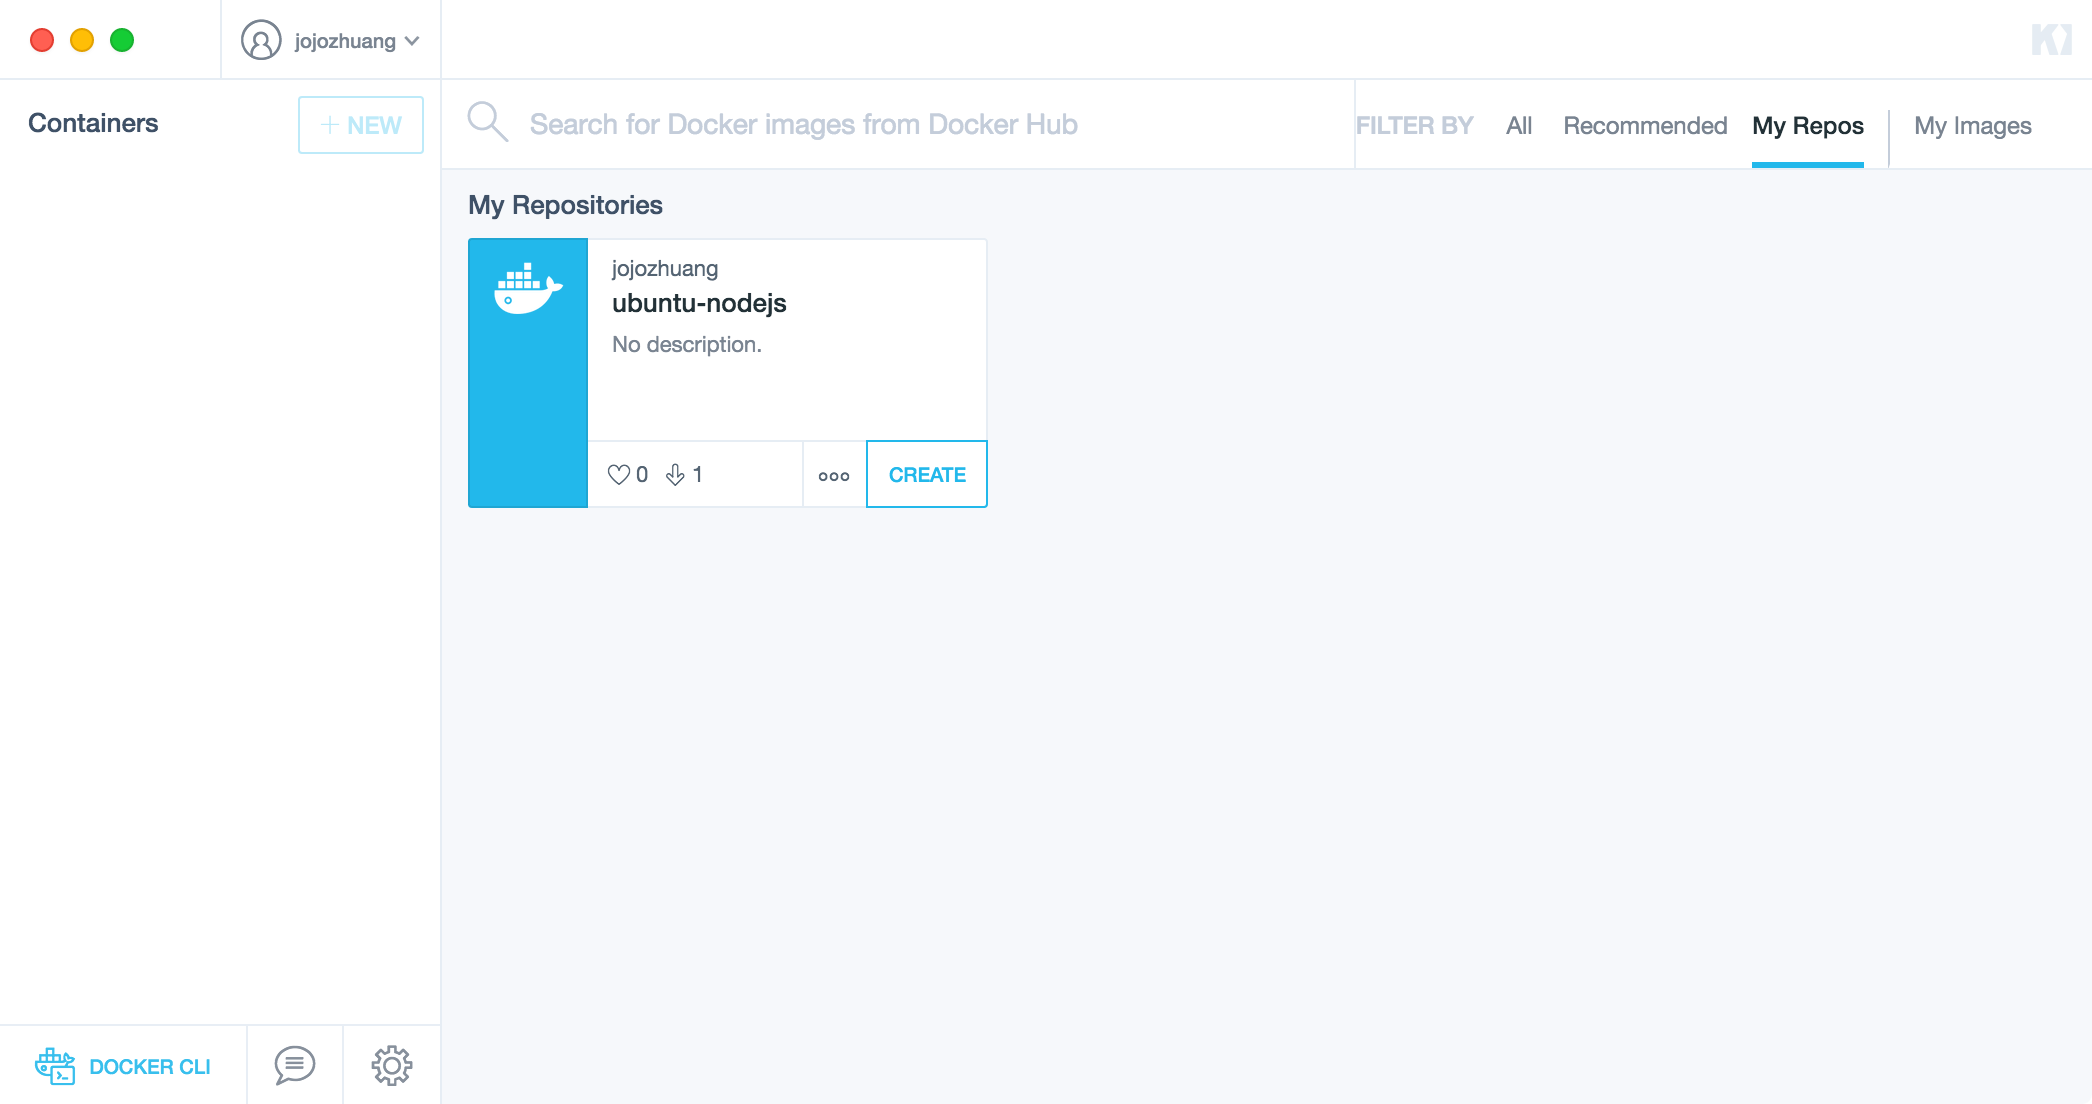 jojozhuang
Containers
+ NEW
Search for Docker images from Docker Hub
FILTER BY All Recommended My Repos My Images
My Repositories
jojozhuang
ubuntu-nodejs
No description.
0 1 CREATE
DOCKER CLI